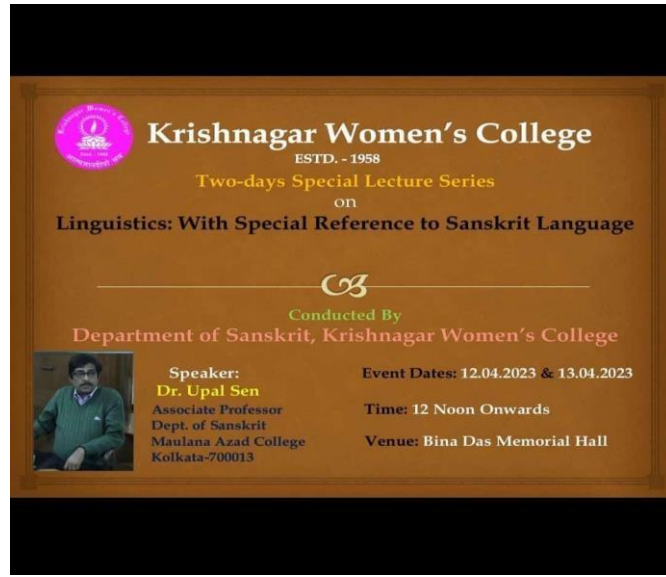 Krishnagar Women's College
Krishnagar Women's College
ESTD. - 1958
Two-days Special Lecture Series
on
Linguistics: With Special Reference to Sanskrit Language
Conducted By
Department of Sanskrit, Krishnagar Women's College
Speaker:
Dr. Upal Sen
Associate Professor
Dept. of Sanskrit
Maulana Azad College
Kolkata-700013
Event Dates: 12.04.2023 & 13.04.2023
Time: 12 Noon Onwards
Venue: Bina Das Memorial Hall